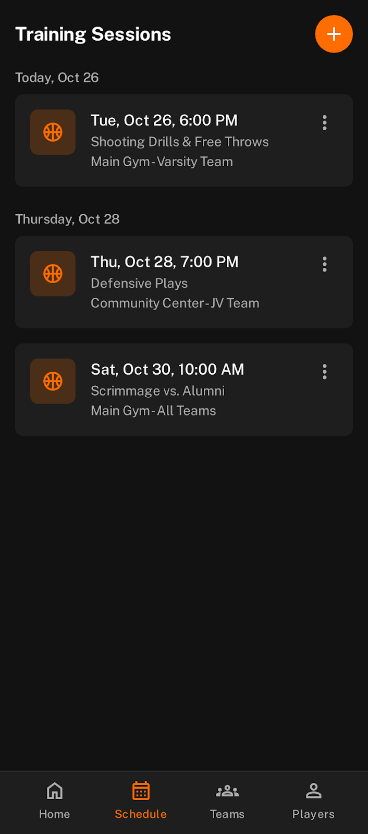 Training Sessions
Today, Oct 26
Tue, Oct 26, 6:00 PM
Shooting Drills & Free Throws
Main Gym - Varsity Team
Thursday, Oct 28
Thu, Oct 28, 7:00 PM
Defensive Plays
Community Center - JV Team
Sat, Oct 30, 10:00 AM
Scrimmage vs. Alumni
Main Gym - All Teams
Home
Schedule
Teams
Players